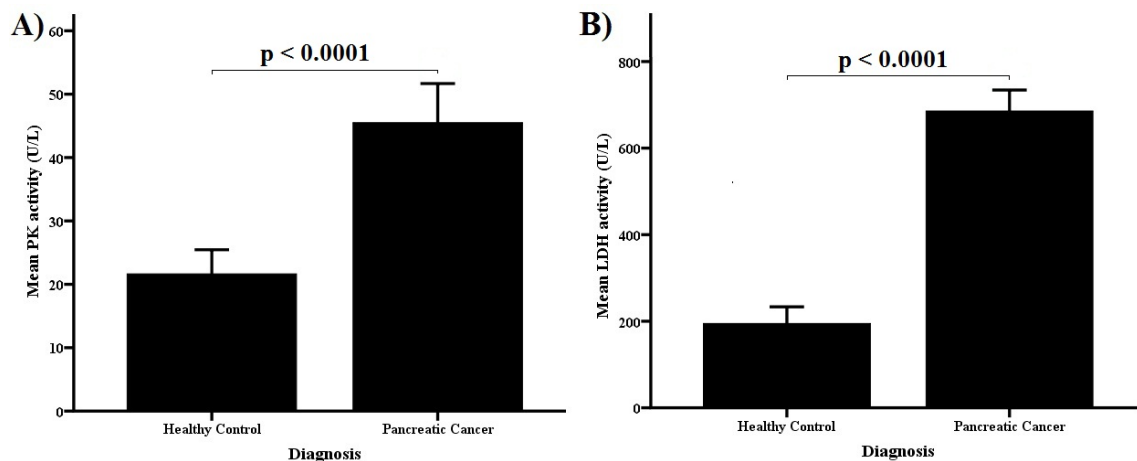 A)
p < 0.0001
Mean PK activity (U/L)
60
50
40
30
20
10
0
Healthy Control
Pancreatic Cancer
Diagnosis
B)
p < 0.0001
Mean LDH activity (U/L)
800
600
400
200
0
Healthy Control
Pancreatic Cancer
Diagnosis